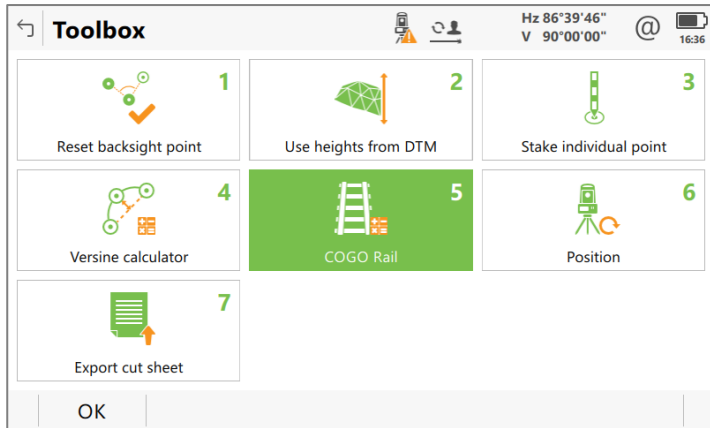 Toolbox
Hz 86°39'46"
V 90°00'00"
@
16:36
1
Reset backsight point
2
Use heights from DTM
3
Stake individual point
4
Versine calculator
5
COGO Rail
6
Position
7
Export cut sheet
OK